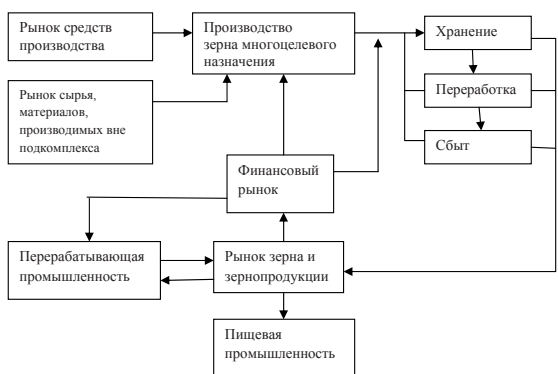 Рынок средств
производства
Производство
зерна многоцелевого
назначения
Хранение
Рынок сырья,
материалов,
производимых вне
подкомплекса
Переработка
Сбыт
Финансовый
рынок
Перерабатывающая
промышленность
Рынок зерна и
зернопродукции
Пищевая
промышленность